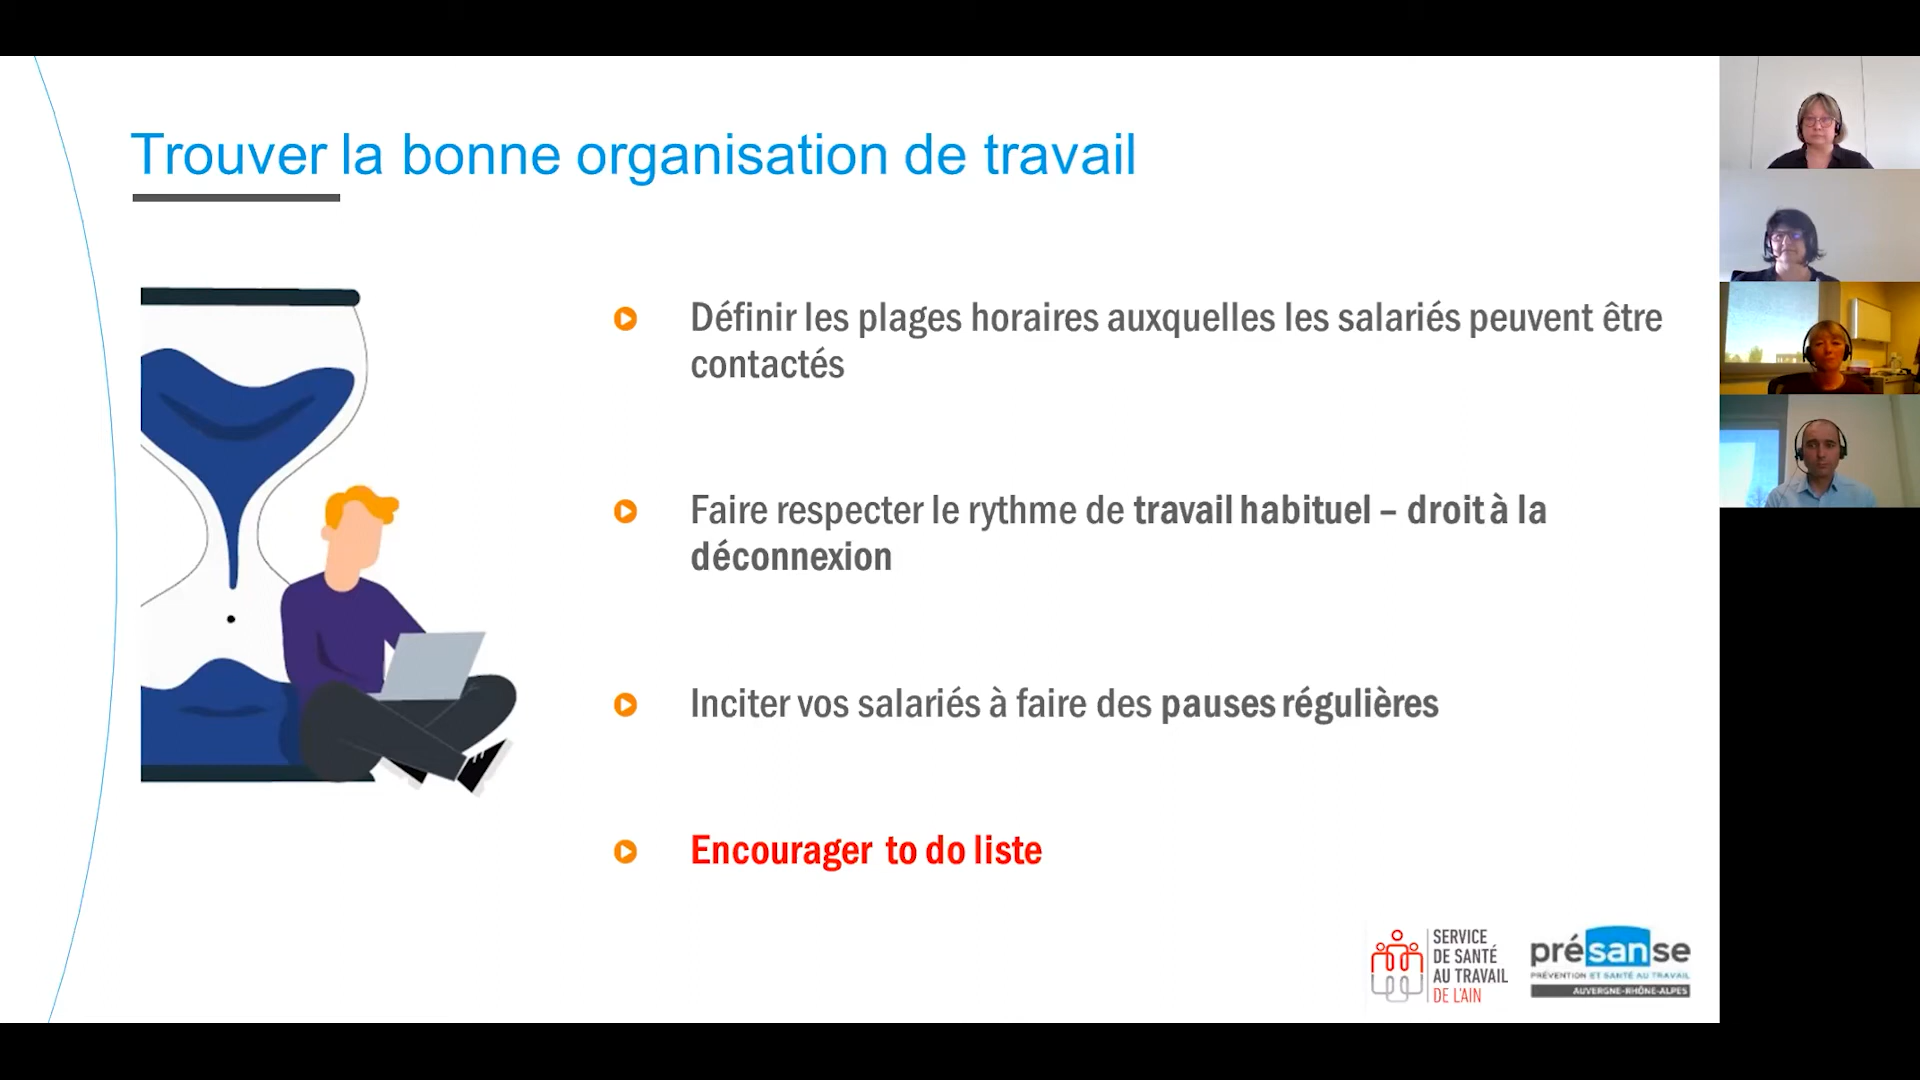 Trouver la bonne organisation de travail
Définir les plages horaires auxquelles les salariés peuvent être
contactés
Faire respecter le rythme de travail habituel – droit à la
déconnexion
Inciter vos salariés à faire des pauses régulières
Encourager to do liste
SERVICE
DE SANTÉ
AU TRAVAIL
DE L'AIN
présanse
PRÉVENTION ET SANTÉ AU TRAVAIL
AUVERGNE-RHÔNE-ALPES